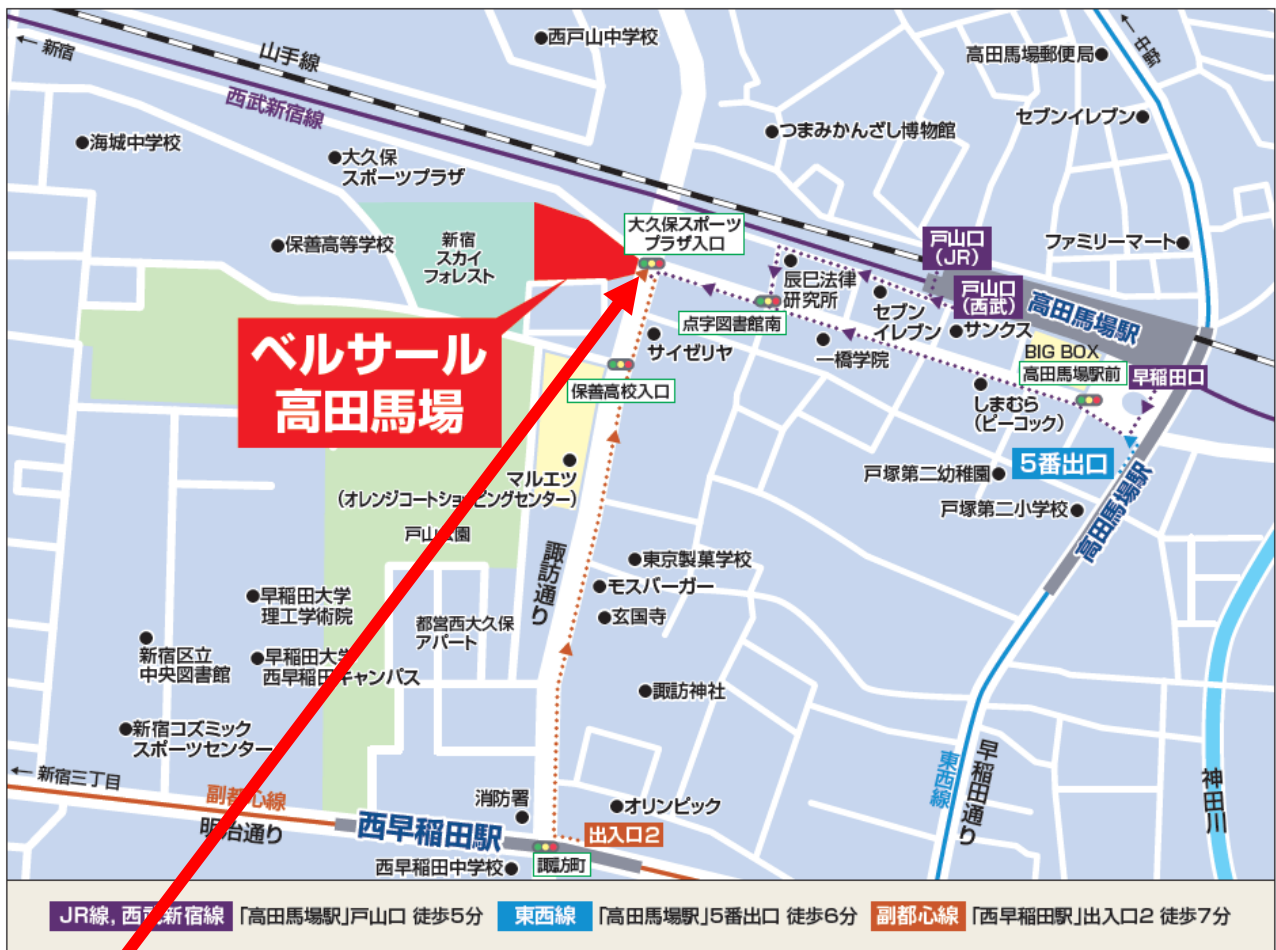 ●西戸山中学校
高田馬場郵便局●
←中野
←新宿
山手線
西武新宿線
セブンイレブン●
●つまみかんざし博物館
●海城中学校
●大久保
スポーツプラザ
大久保スポーツ
プラザ入口
●保善高等学校
新宿
スカイ
フォレスト
戸山口
(JR)
ファミリーマート●
辰巳法律
研究所
戸山口
(西武)
高田馬場駅
セブン
イレブン
●サンクス
点字図書館南
一橋学院
サイゼリヤ
BIG BOX
高田馬場駅前
早稲田口
ベルサール
高田馬場
保善高校入口
しまむら
(ピーコック)
5番出口
戸塚第二幼稚園●
戸塚第二小学校●
高田馬場駅
マルエツ
(オレンジコートショッピングセンター)
戸山公園
諏訪通り
●東京製菓学校
●モスバーガー
●玄国寺
●早稲田大学
理工学術院
都営西大久保
アパート
新宿区立
中央図書館
●早稲田大学
西早稲田キャンパス
●諏訪神社
●新宿コズミック
スポーツセンター
←新宿三丁目
副都心線
明治通り
消防署
●オリンピック
西早稲田駅
出入口2
西早稲田中学校●
諏訪町
東西線
早稲田通り
神田川
JR線, 西武新宿線 「高田馬場駅」戸山口 徒歩5分 東西線 「高田馬場駅」5番出口 徒歩6分 副都心線 「西早稲田駅」出入口2 徒歩7分